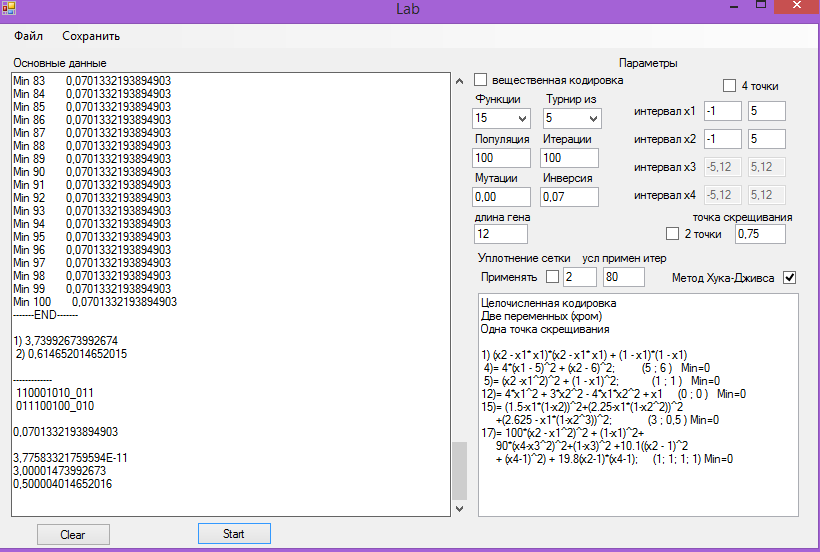 Lab
Файл Сохранить
Основные данные
Min 83 0,0701332193894903
Min 84 0,0701332193894903
Min 85 0,0701332193894903
Min 86 0,0701332193894903
Min 87 0,0701332193894903
Min 88 0,0701332193894903
Min 89 0,0701332193894903
Min 90 0,0701332193894903
Min 91 0,0701332193894903
Min 92 0,0701332193894903
Min 93 0,0701332193894903
Min 94 0,0701332193894903
Min 95 0,0701332193894903
Min 96 0,0701332193894903
Min 97 0,0701332193894903
Min 98 0,0701332193894903
Min 99 0,0701332193894903
Min 100 0,0701332193894903
-------END-------
1) 3,73992673992674
2) 0,614652014652015
-------------
110001010_011
011100100_010
0,0701332193894903
3,77583321759594E-11
3,00001473992673
0,500004014652016
Clear Start
Параметры
вещественная кодировка
4 точки
Функции Турнир из
15 5
интервал x1 -1 5
Популяция Итерации
100 100
интервал x2 -1 5
интервал x3 -5,12 5,12
Мутации Инверсия
0,00 0,07
интервал x4 -5,12 5,12
длина гена
12
точка скрещивания
2 точки 0,75
Уплотнение сетки усл примен итер
Применять 2 80 Метод Хука-Дживса
Целочисленная кодировка
Две переменных (хром)
Одна точка скрещивания
1) (x2 - x1* x1)*(x2 - x1* x1) + (1 - x1)*(1 - x1)
4)= 4*(x1 - 5)^2 + (x2 - 6)^2; (5 ; 6 ) Min=0
5)= (x2 -x1^2)^2 + (1 - x1)^2; (1 ; 1 ) Min=0
12)= 4*x1^2 + 3*x2^2 - 4*x1*x2^2 + x1 (0 ; 0 ) Min=0
15)= (1.5-x1*(1-x2))^2+(2.25-x1*(1-x2^2))^2
+(2.625 - x1*(1-x2^3))^2; (3 ; 0,5 ) Min=0
17)= 100*(x2 - x1^2)^2 + (1-x1)^2+
90*(x4-x3^2)^2+(1-x3)^2 +10.1((x2 - 1)^2
+ (x4-1)^2) + 19.8(x2-1)*(x4-1); (1; 1; 1; 1) Min=0